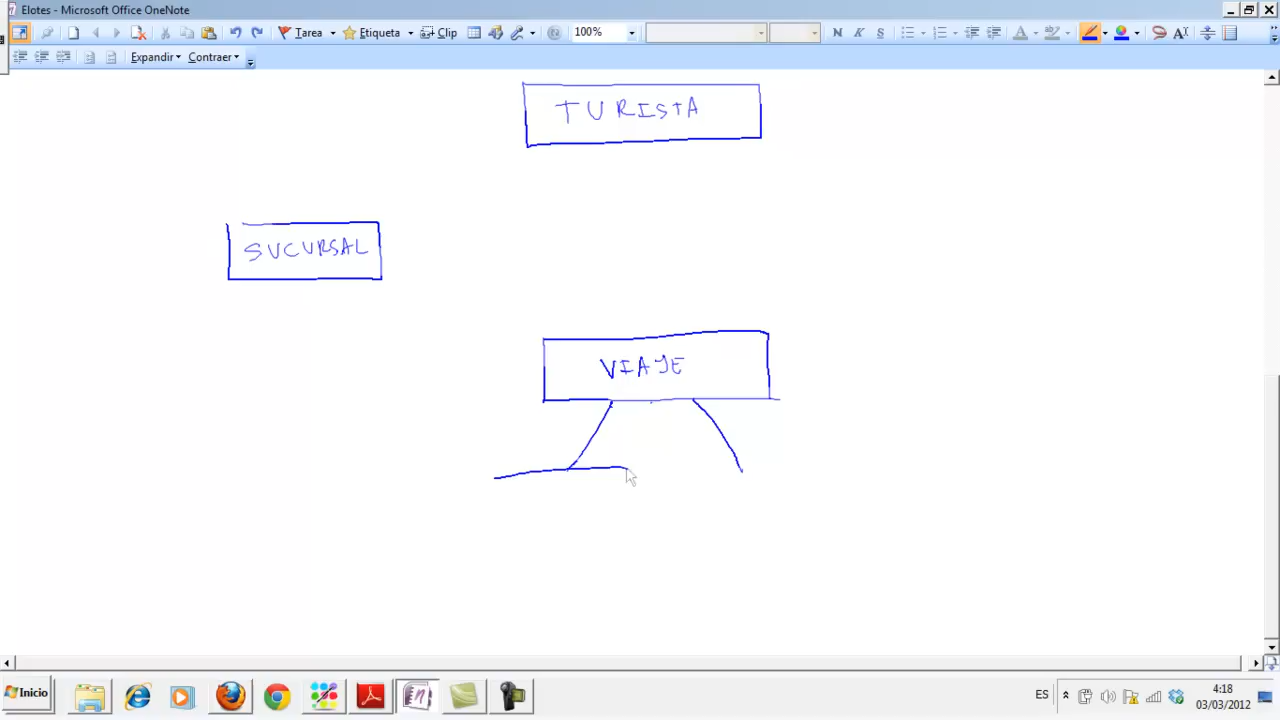 Elotes - Microsoft Office OneNote
Tarea Etiqueta Clip 100% N K S A
Expandir Contraer
TURISTA
SUCURSAL
VIAJE
Inicio ES 4:18
03/03/2012